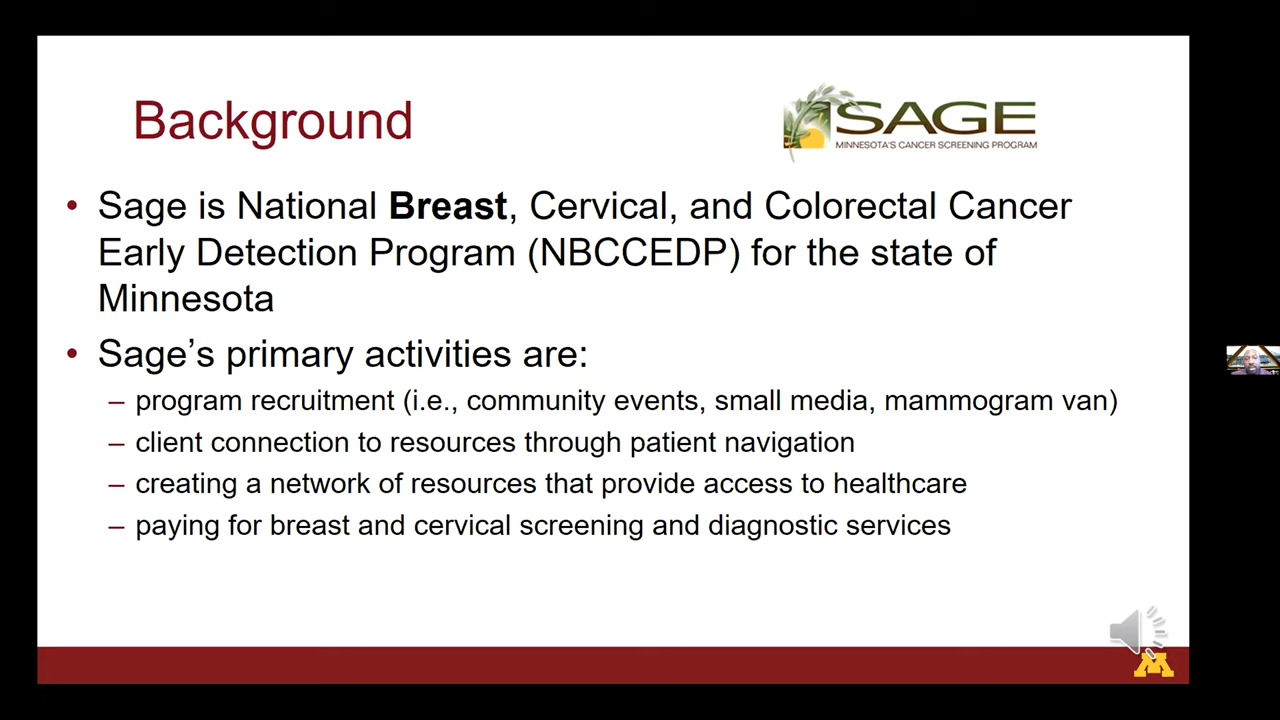 Background
SAGE
MINNESOTA'S CANCER SCREENING PROGRAM
• Sage is National Breast, Cervical, and Colorectal Cancer
Early Detection Program (NBCCEDP) for the state of
Minnesota
• Sage’s primary activities are:
– program recruitment (i.e., community events, small media, mammogram van)
– client connection to resources through patient navigation
– creating a network of resources that provide access to healthcare
– paying for breast and cervical screening and diagnostic services
M